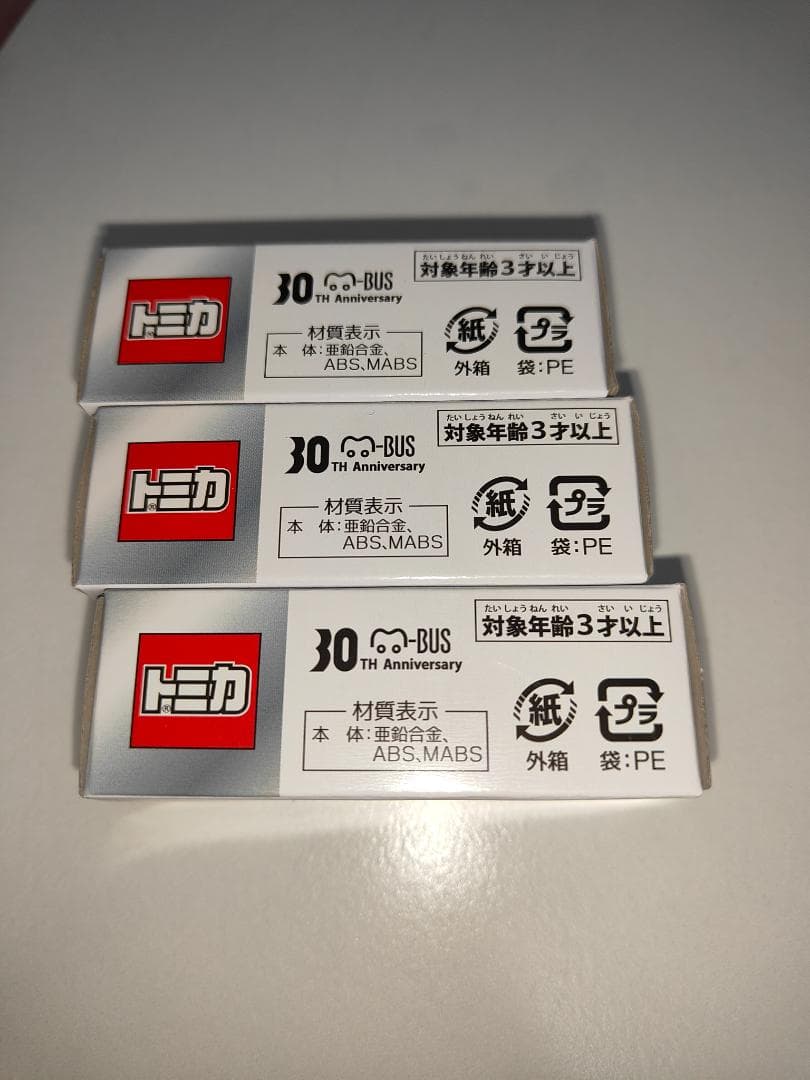 トミカ
®
30 M-BUS
TH Anniversary
たいしょうねんれい さいいじょう
対象年齢3才以上
材質表示
本 体:亜鉛合金、
ABS、MABS
紙
外箱
プラ
袋:PE
トミカ
®
30 M-BUS
TH Anniversary
たいしょうねんれい さいいじょう
対象年齢3才以上
材質表示
本 体:亜鉛合金、
ABS、MABS
紙
外箱
プラ
袋:PE
トミカ
®
30 M-BUS
TH Anniversary
たいしょうねんれい さいいじょう
対象年齢3才以上
材質表示
本 体:亜鉛合金、
ABS、MABS
紙
外箱
プラ
袋:PE